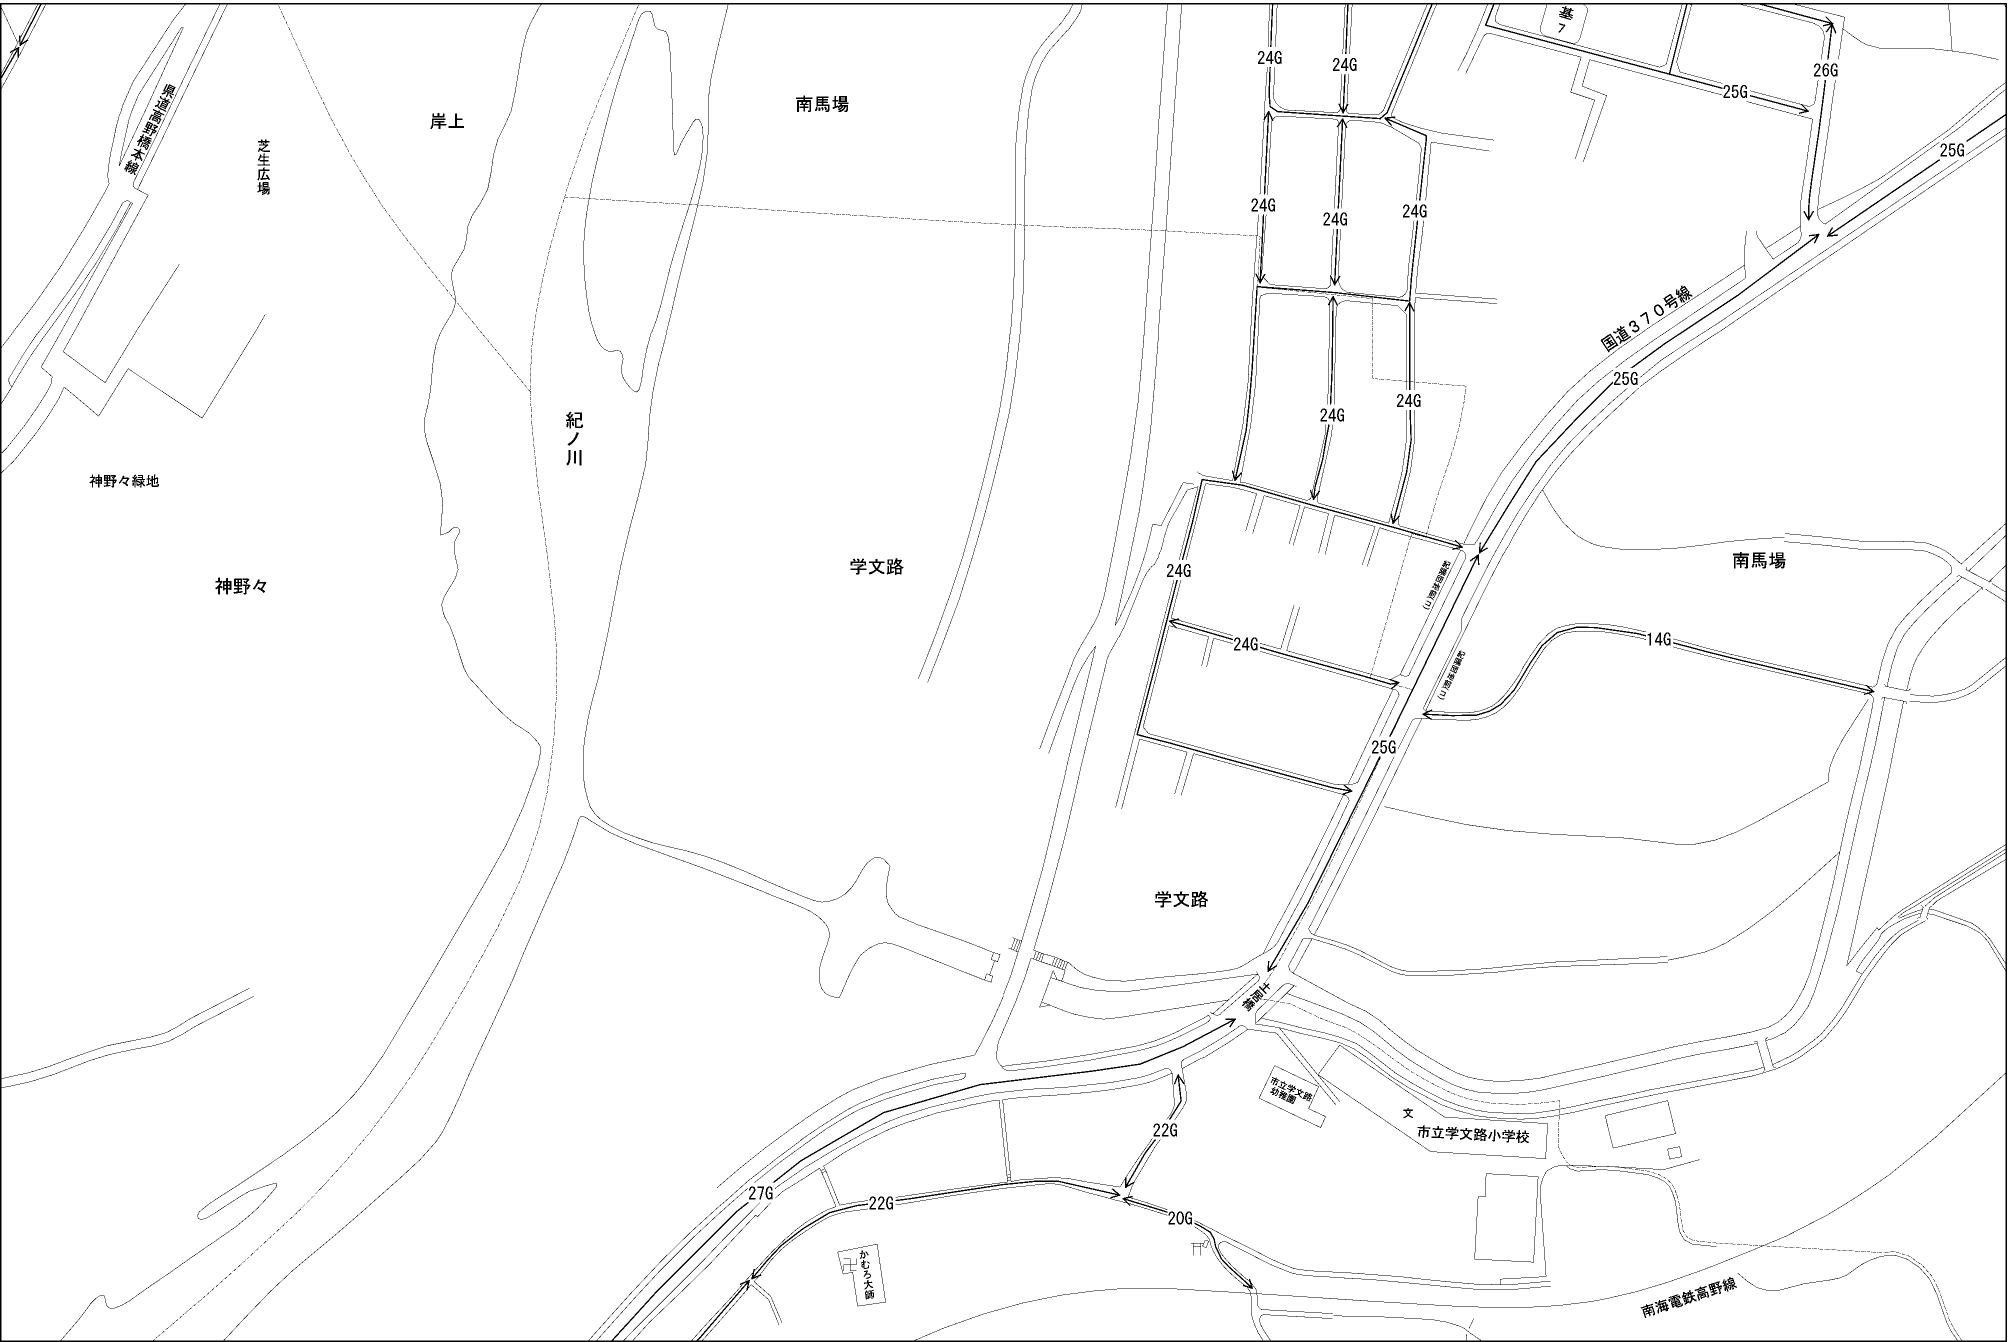 基
7
24G
24G
26G
25G
県道高野橋本線
南馬場
岸上
芝生広場
25G
24G
24G
24G
国道370号線
25G
24G
24G
紀ノ川
神野々緑地
神野々
学文路
24G
南馬場
24G
14G
25G
学文路
土居橋
市立学文路
幼稚園
文
市立学文路小学校
22G
27G
22G
20G
かむろ大師
南海電鉄高野線